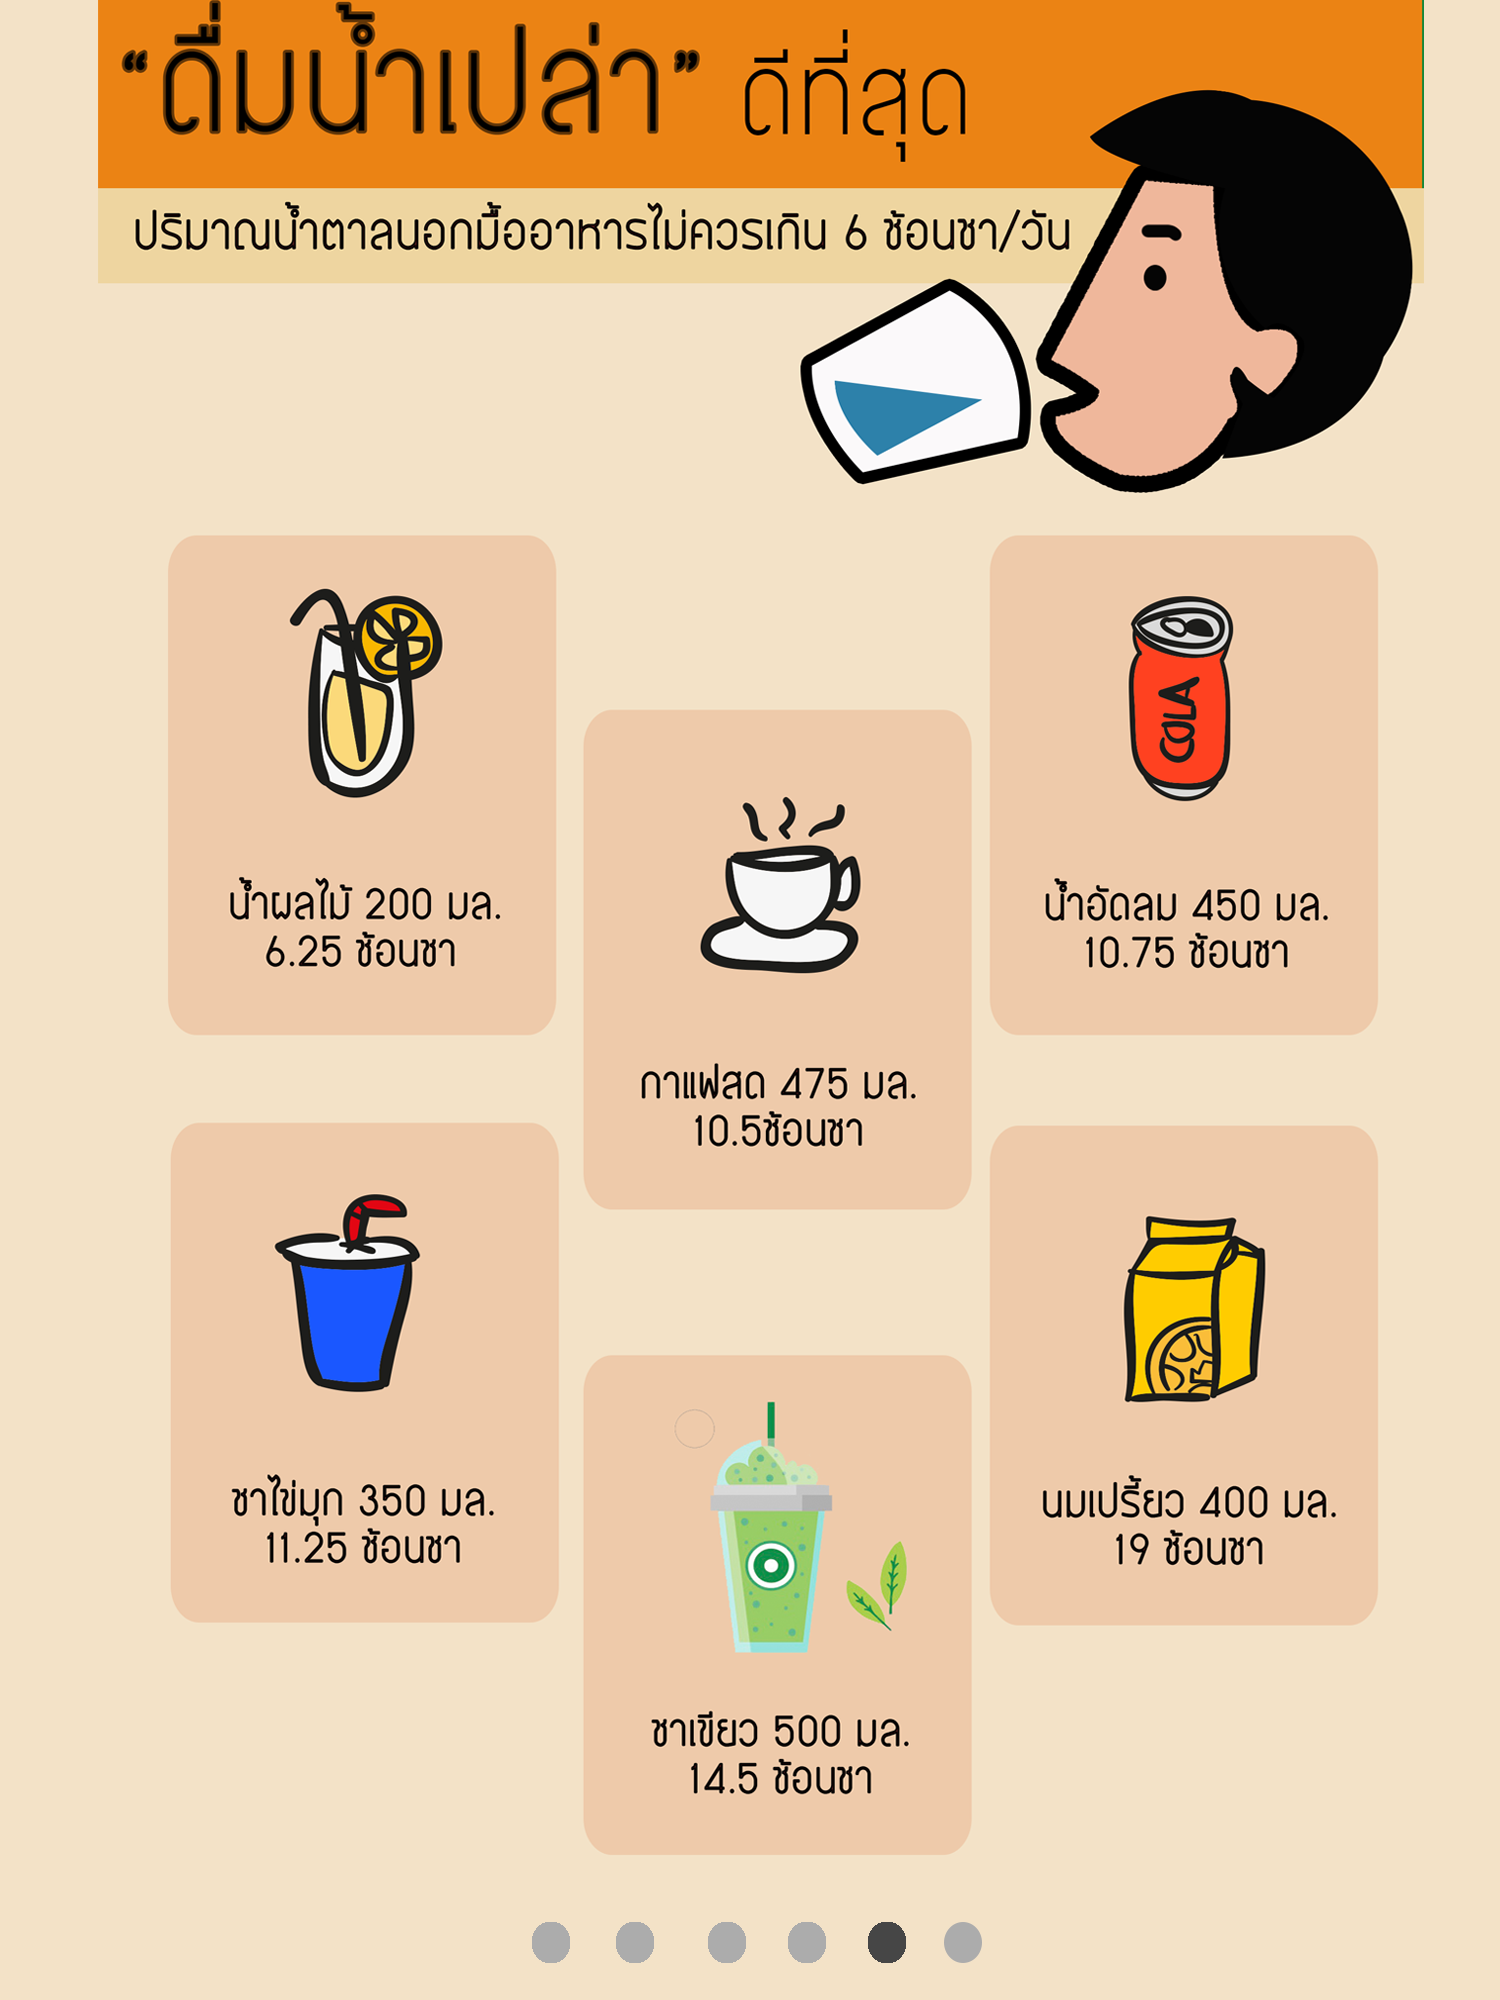 “ดื่มน้ำเปล่า” ดีที่สุด
ปริมาณน้ำตาลนอกมื้ออาหารไม่ควรเกิน 6 ช้อนชา/วัน
COLA
น้ำผลไม้ 200 มล.
6.25 ช้อนชา
น้ำอัดลม 450 มล.
10.75 ช้อนชา
กาแฟสด 475 มล.
10.5ช้อนชา
ชาไข่มุก 350 มล.
11.25 ช้อนชา
นมเปรี้ยว 400 มล.
19 ช้อนชา
ชาเขียว 500 มล.
14.5 ช้อนชา